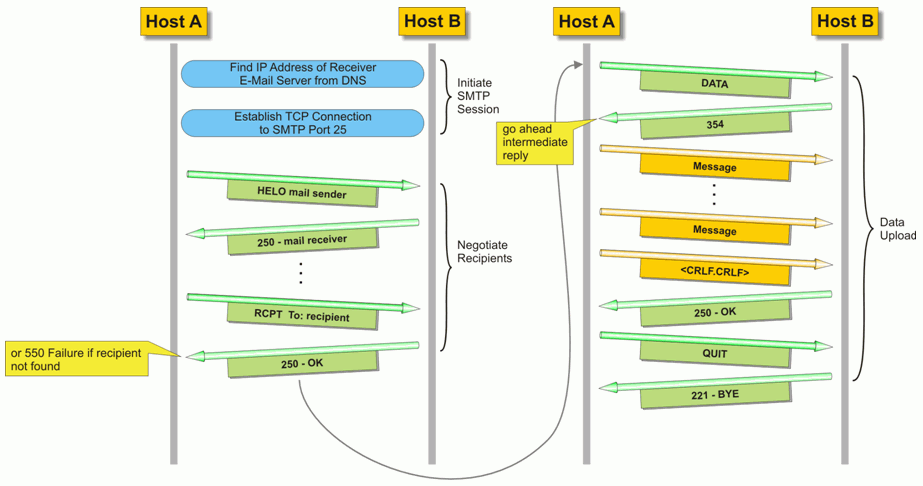 Host A
Host B
Find IP Address of Receiver
E-Mail Server from DNS
Establish TCP Connection
to SMTP Port 25
Initiate
SMTP
Session
HELO mail sender
250 - mail receiver
RCPT To: recipient
250 - OK
Negotiate
Recipients
or 550 Failure if recipient
not found
Host A
Host B
DATA
354
go ahead
intermediate
reply
Message
Message
<CRLF.CRLF>
250 - OK
QUIT
221 - BYE
Data
Upload